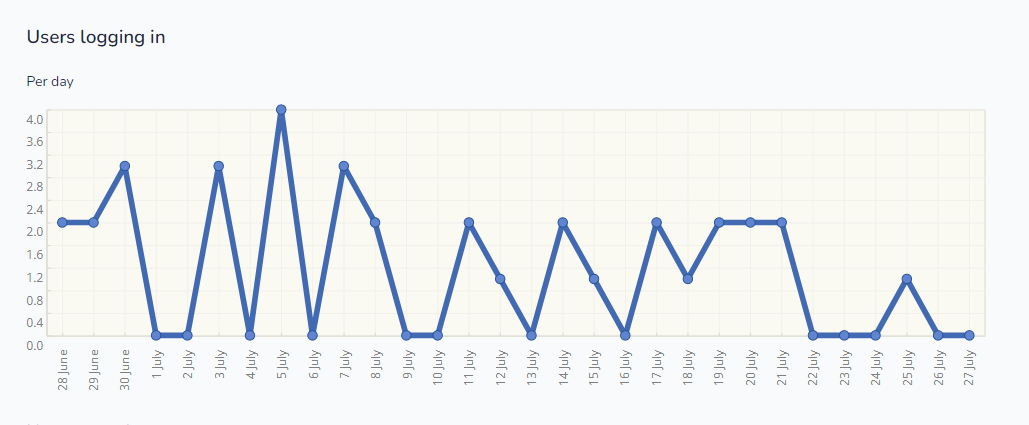 Users logging in
Per day
4.0
3.6
3.2
2.8
2.4
2.0
1.6
1.2
0.8
0.4
0.0
28 June
29 June
30 June
1 July
2 July
3 July
4 July
5 July
6 July
7 July
8 July
9 July
10 July
11 July
12 July
13 July
14 July
15 July
16 July
17 July
18 July
19 July
20 July
21 July
22 July
23 July
24 July
25 July
26 July
27 July